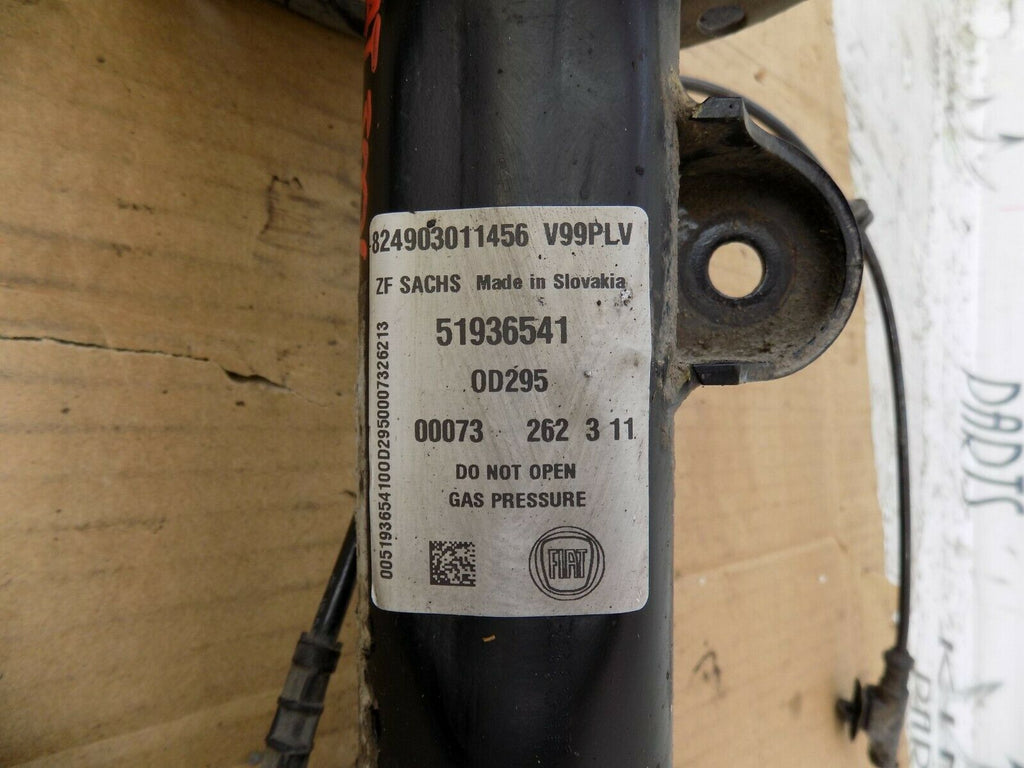 824903011456 V99PLV
ZF SACHS Made in Slovakia
51936541
0D295
00073 262 3 11
DO NOT OPEN
GAS PRESSURE
FIAT
005193654100D29500007326213